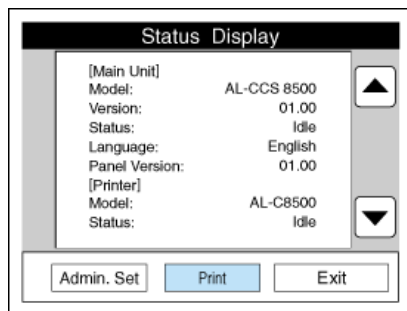 Status Display
[Main Unit]
Model: AL-CCS 8500
Version: 01.00
Status: Idle
Language: English
Panel Version: 01.00
[Printer]
Model: AL-C8500
Status: Idle
Admin. Set Print Exit